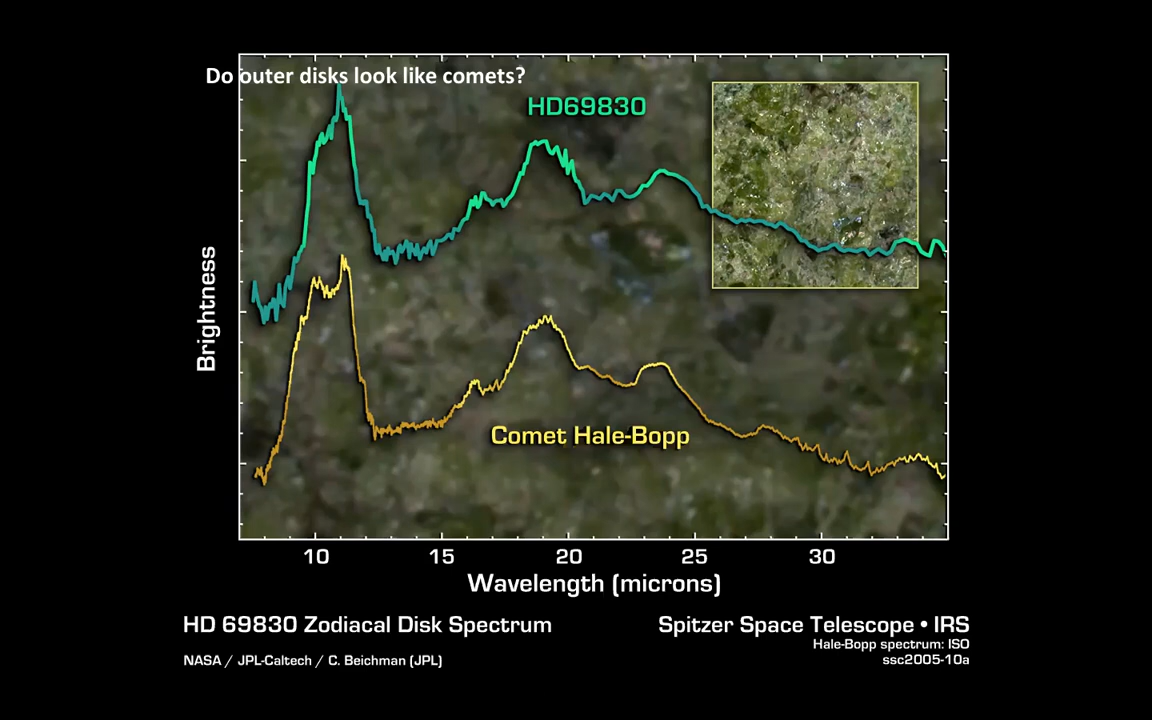 Do outer disks look like comets?
HD69830
Brightness
Comet Hale-Bopp
10 15 20 25 30
Wavelength (microns)
HD 69830 Zodiacal Disk Spectrum
Spitzer Space Telescope • IRS
NASA / JPL-Caltech / C. Beichman (JPL)
Hale-Bopp spectrum: ISO
ssc2005-10a